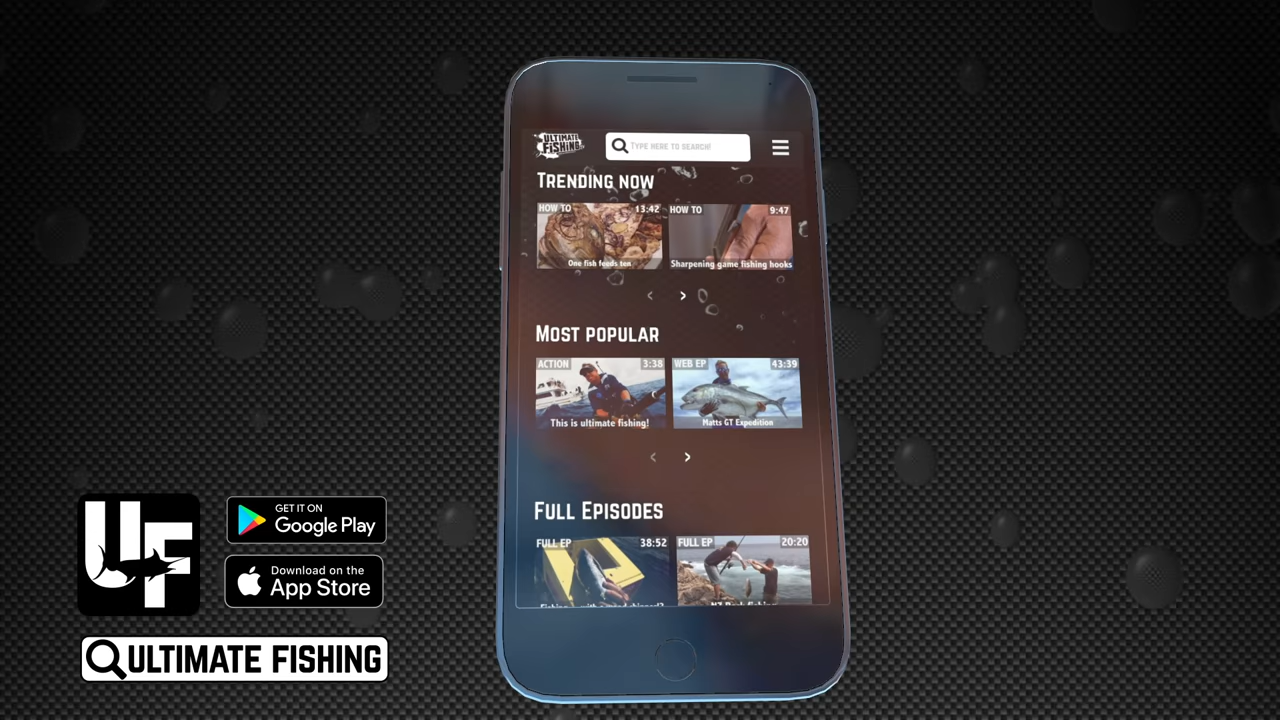 ULTIMATE
FISHING
TYPE HERE TO SEARCH!
TRENDING NOW
HOW TO
13:42
HOW TO
9:47
One fish feeds ten
Sharpening game fishing hooks
MOST POPULAR
ACTION
3:38
WEB EP
43:39
This is ultimate fishing!
Matts GT Expedition
FULL EPISODES
FULL EP
38:52
FULL EP
20:20
UF
GET IT ON
Google Play
Download on the
App Store
ULTIMATE FISHING